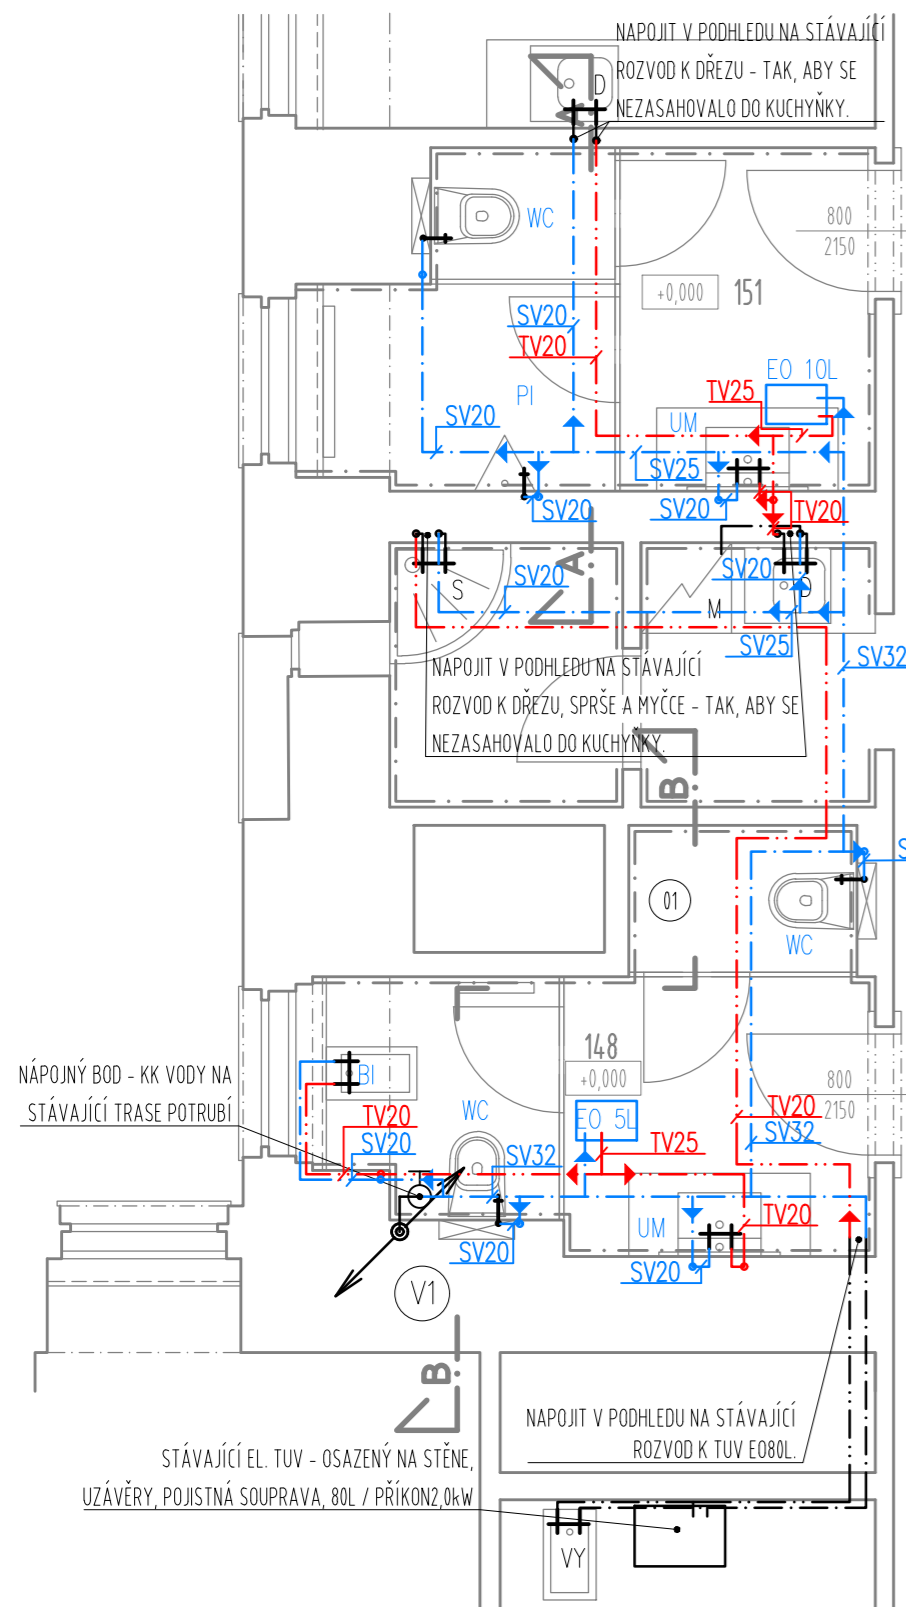 NAPOJIT V PODHLEDU NA STÁVAJÍCÍ
ROZVOD K DŘEZU - TAK, ABY SE
NEZASAHOVALO DO KUCHYŇKY.
D
A
WC
800
2150
+0,000
151
SV20
TV20
PI
EO 10L
TV25
UM
SV20
SV25
SV20
SV20
TV20
A
S
SV20
SV20
D
M
SV25
SV32
NAPOJIT V PODHLEDU NA STÁVAJÍCÍ
ROZVOD K DŘEZU, SPRŠE A MYČCE - TAK, ABY SE
NEZASAHOVALO DO KUCHYŇKY.
B
S
01
WC
148
+0,000
800
2150
NÁPOJNÝ BOD - KK VODY NA
STÁVAJÍCÍ TRASE POTRUBÍ
BI
WC
EO 5L
TV20
SV20
TV25
TV20
SV32
SV32
UM
TV20
SV20
SV20
V1
B
NAPOJIT V PODHLEDU NA STÁVAJÍCÍ
ROZVOD K TUV EO80L.
STÁVAJÍCÍ EL. TUV - OSAZENÝ NA STĚNE,
UZÁVĚRY, POJISTNÁ SOUPRAVA, 80L / PŘÍKON2,0kW
VY